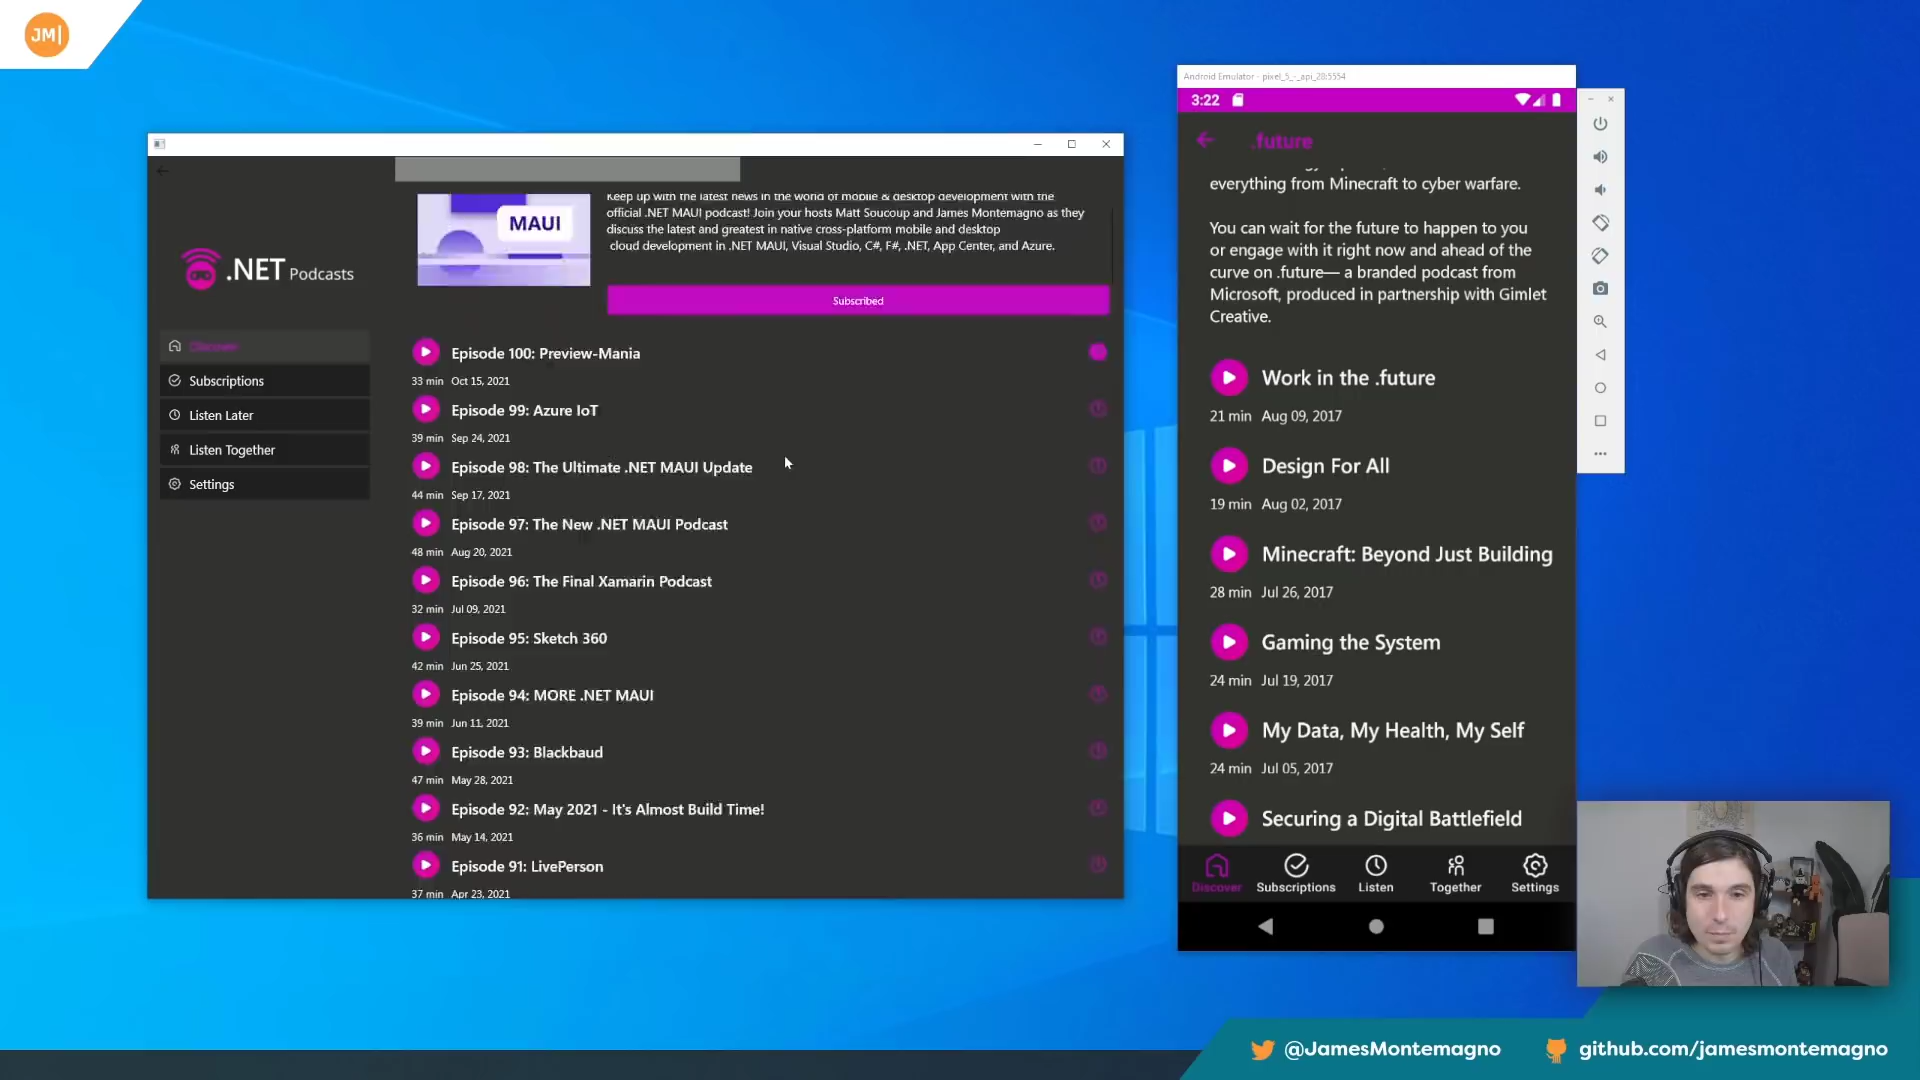 JM|
.NET Podcasts
Discover
Subscriptions
Listen Later
Listen Together
Settings
MAUI
Keep up with the latest news in the world of mobile & desktop development with the
official .NET MAUI podcast! Join your hosts Matt Soucoup and James Montemagno as they
discuss the latest and greatest in native cross-platform mobile and desktop
cloud development in .NET MAUI, Visual Studio, C#, F#, .NET, App Center, and Azure.
Subscribed
Episode 100: Preview-Mania
33 min Oct 15, 2021
Episode 99: Azure IoT
39 min Sep 24, 2021
Episode 98: The Ultimate .NET MAUI Update
44 min Sep 17, 2021
Episode 97: The New .NET MAUI Podcast
48 min Aug 20, 2021
Episode 96: The Final Xamarin Podcast
32 min Jul 09, 2021
Episode 95: Sketch 360
42 min Jun 25, 2021
Episode 94: MORE .NET MAUI
39 min Jun 11, 2021
Episode 93: Blackbaud
47 min May 28, 2021
Episode 92: May 2021 - It's Almost Build Time!
36 min May 14, 2021
Episode 91: LivePerson
37 min Apr 23, 2021
Android Emulator - pixel_5_-_api_28:5554
3:22
.future
everything from Minecraft to cyber warfare.
You can wait for the future to happen to you
or engage with it right now and ahead of the
curve on .future— a branded podcast from
Microsoft, produced in partnership with Gimlet
Creative.
Work in the .future
21 min Aug 09, 2017
Design For All
19 min Aug 02, 2017
Minecraft: Beyond Just Building
28 min Jul 26, 2017
Gaming the System
24 min Jul 19, 2017
My Data, My Health, My Self
24 min Jul 05, 2017
Securing a Digital Battlefield
Discover Subscriptions Listen Together Settings
@JamesMontemagno github.com/jamesmontemagno